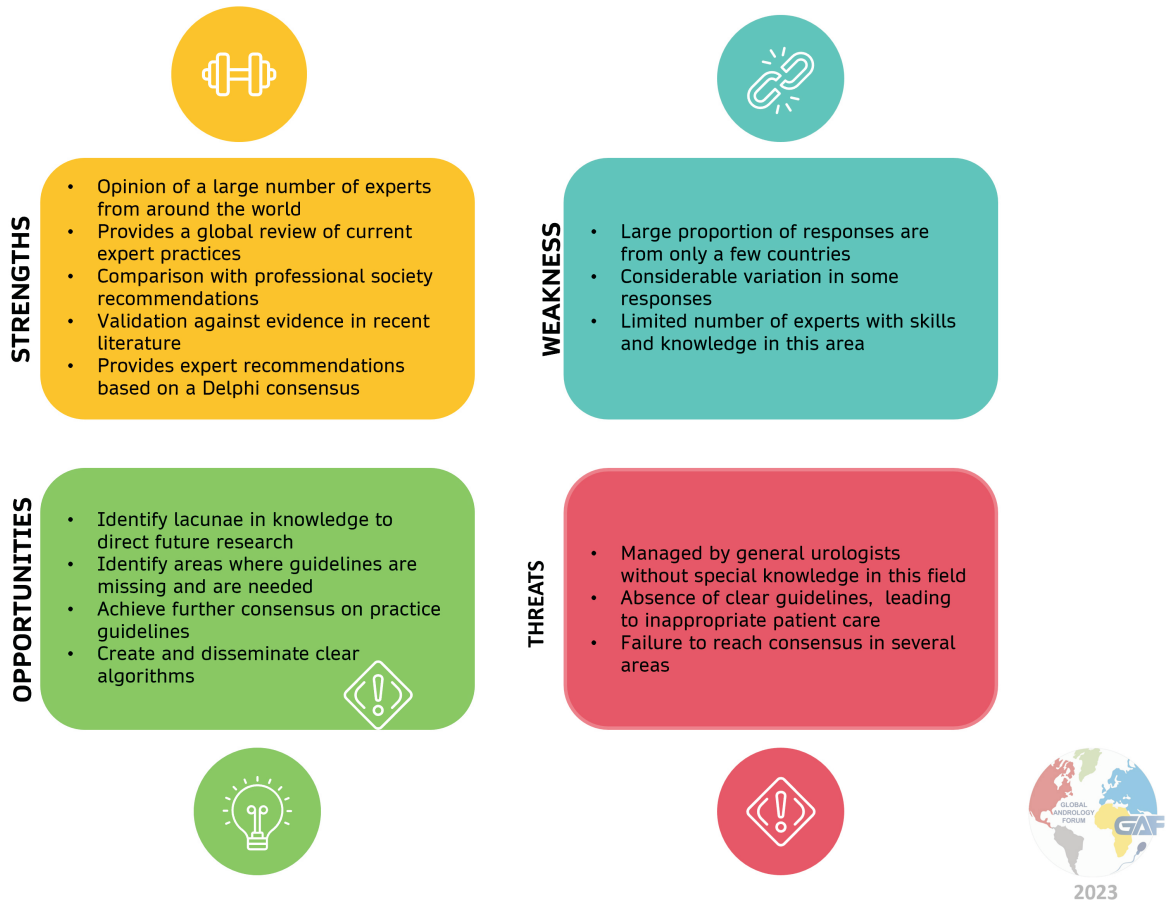 STRENGTHS
• Opinion of a large number of experts
from around the world
• Provides a global review of current
expert practices
• Comparison with professional society
recommendations
• Validation against evidence in recent
literature
• Provides expert recommendations
based on a Delphi consensus
WEAKNESS
• Large proportion of responses are
from only a few countries
• Considerable variation in some
responses
• Limited number of experts with skills
and knowledge in this area
OPPORTUNITIES
• Identify lacunae in knowledge to
direct future research
• Identify areas where guidelines are
missing and are needed
• Achieve further consensus on practice
guidelines
• Create and disseminate clear
algorithms
THREATS
• Managed by general urologists
without special knowledge in this field
• Absence of clear guidelines, leading
to inappropriate patient care
• Failure to reach consensus in several
areas
GLOBAL
ANDROLOGY
FORUM
GAF
2023